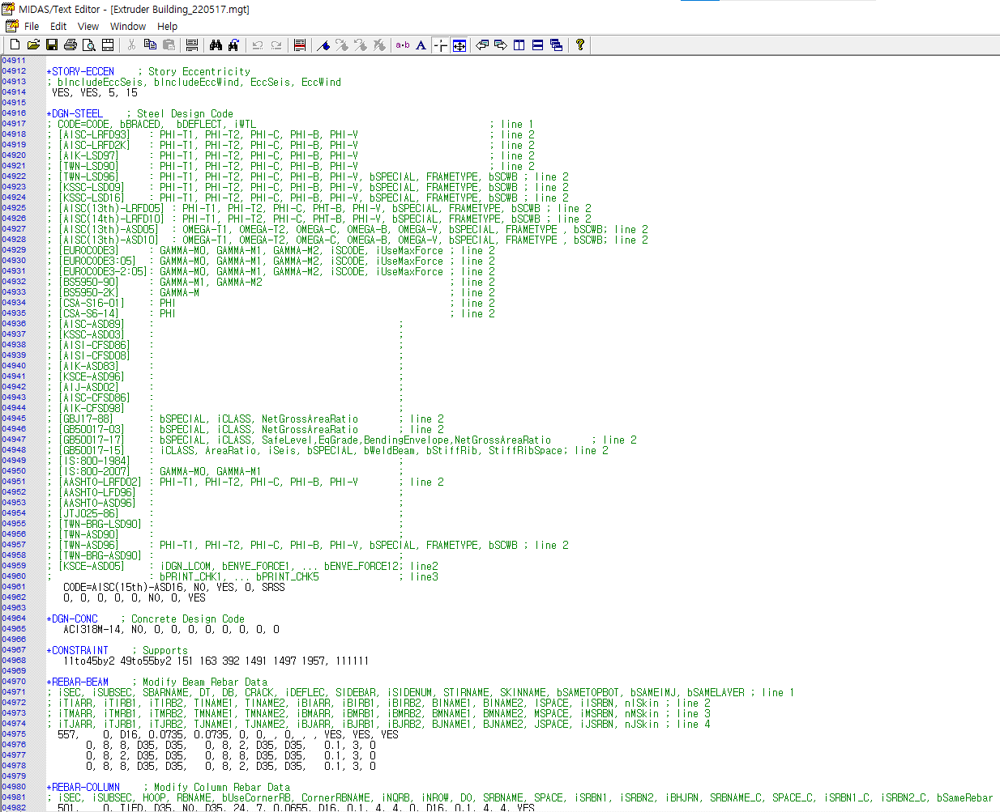 MIDAS/Text Editor - [Extruder Building_220517.mgt]
File Edit View Window Help
a•b A
04911
04912 *STORY-ECCEN ; Story Eccentricity
04913 ; bIncludeEccSeis, bIncludeEccWind, EccSeis, EccWind
04914 YES, YES, 5, 15
04915
04916 *DGN-STEEL ; Steel Design Code
04917 ; CODE=CODE, bBRACED, bDEFLECT, iWTL ; line 1
04918 ; [AISC-LRFD93] : PHI-T1, PHI-T2, PHI-C, PHI-B, PHI-V ; line 2
04919 ; [AISC-LRFD2K] : PHI-T1, PHI-T2, PHI-C, PHI-B, PHI-V ; line 2
04920 ; [AIK-LSD97] : PHI-T1, PHI-T2, PHI-C, PHI-B, PHI-V ; line 2
04921 ; [TWN-LSD90] : PHI-T1, PHI-T2, PHI-C, PHI-B, PHI-V ; line 2
04922 ; [TWN-LSD96] : PHI-T1, PHI-T2, PHI-C, PHI-B, PHI-V, bSPECIAL, FRAMETYPE, bSCWB ; line 2
04923 ; [KSSC-LSD09] : PHI-T1, PHI-T2, PHI-C, PHI-B, PHI-V, bSPECIAL, FRAMETYPE, bSCWB ; line 2
04924 ; [KSSC-LSD16] : PHI-T1, PHI-T2, PHI-C, PHI-B, PHI-V, bSPECIAL, FRAMETYPE, bSCWB ; line 2
04925 ; [AISC(13th)-LRFD05] : PHI-T1, PHI-T2, PHI-C, PHT-B, PHI-V, bSPECIAL, FRAMETYPE, bSCWB ; line 2
04926 ; [AISC(14th)-LRFD10] : PHI-T1, PHI-T2, PHI-C, PHT-B, PHI-V, bSPECIAL, FRAMETYPE, bSCWB ; line 2
04927 ; [AISC(13th)-ASD05] : OMEGA-T1, OMEGA-T2, OMEGA-C, OMEGA-B, OMEGA-V, bSPECIAL, FRAMETYPE , bSCWB; line 2
04928 ; [AISC(13th)-ASD10] : OMEGA-T1, OMEGA-T2, OMEGA-C, OMEGA-B, OMEGA-V, bSPECIAL, FRAMETYPE , bSCWB; line 2
04929 ; [EUROCODE3] : GAMMA-M0, GAMMA-M1, GAMMA-M2, iSCODE, iUseMaxForce ; line 2
04930 ; [EUROCODE3:05] : GAMMA-M0, GAMMA-M1, GAMMA-M2, iSCODE, iUseMaxForce ; line 2
04931 ; [EUROCODE3-2:05]: GAMMA-M0, GAMMA-M1, GAMMA-M2, iSCODE, iUseMaxForce ; line 2
04932 ; [BS5950-90] : GAMMA-M1, GAMMA-M2 ; line 2
04933 ; [BS5950-2K] : GAMMA-M ; line 2
04934 ; [CSA-S16-01] : PHI ; line 2
04935 ; [CSA-S6-14] : PHI ; line 2
04936 ; [AISC-ASD89] : ;
04937 ; [KSSC-ASD03] : ;
04938 ; [AISI-CFSD86] : ;
04939 ; [AISI-CFSD08] : ;
04940 ; [AIK-ASD83] : ;
04941 ; [KSCE-ASD96] : ;
04942 ; [AIJ-ASD02] : ;
04943 ; [AISC-CFSD86] : ;
04944 ; [AIK-CFSD98] : ;
04945 ; [GBJ17-88] : bSPECIAL, iCLASS, NetGrossAreaRatio ; line 2
04946 ; [GB50017-03] : bSPECIAL, iCLASS, NetGrossAreaRatio ; line 2
04947 ; [GB50017-17] : bSPECIAL, iCLASS, SafeLevel,EqGrade,BendingEnvelope,NetGrossAreaRatio ; line 2
04948 ; [GB50017-15] : iCLASS, AreaRatio, iSeis, bSPECIAL, bWeldBeam, bStiffRib, StiffRibSpace; line 2
04949 ; [IS:800-1984] : ;
04950 ; [IS:800-2007] : GAMMA-M0, GAMMA-M1 ;
04951 ; [AASHTO-LRFD02] : PHI-T1, PHI-T2, PHI-C, PHI-B, PHI-V ; line 2
04952 ; [AASHTO-LFD96] : ;
04953 ; [AASHTO-ASD96] : ;
04954 ; [JTJ025-86] : ;
04955 ; [TWN-BRG-LSD90] : ;
04956 ; [TWN-ASD90] : ;
04957 ; [TWN-ASD96] : PHI-T1, PHI-T2, PHI-C, PHI-B, PHI-V, bSPECIAL, FRAMETYPE, bSCWB ; line 2
04958 ; [TWN-BRG-ASD90] : ;
04959 ; [KSCE-ASD05] : iDGN_LCOM, bENVE_FORCE1, ... bENVE_FORCE12; line2
04960 ; : bPRINT_CHK1, ... bPRINT_CHK5 ; line3
04961 CODE=AISC(15th)-ASD16, NO, YES, 0, SRSS
04962 0, 0, 0, 0, 0, NO, 0, YES
04963
04964 *DGN-CONC ; Concrete Design Code
04965 ACI318M-14, NO, 0, 0, 0, 0, 0, 0, 0, 0
04966
04967 *CONSTRAINT ; Supports
04968 11to45by2 49to55by2 151 163 392 1491 1497 1957, 111111
04969
04970 *REBAR-BEAM ; Modify Beam Rebar Data
04971 ; iSEC, iSUBSEC, SBARNAME, DT, DB, CRACK, iDEFLEC, SIDEBAR, iSIDENUM, STIRNAME, SKINNAME, bSAMETOPBOT, bSAMEIMJ, bSAMELAYER ; line 1
04972 ; iTIARR, iTIRB1, iTIRB2, TINAME1, TINAME2, iBIARR, iBIRB1, iBIRB2, BINAME1, BINAME2, ISPACE, iISRBN, nISkin ; line 2
04973 ; iTMARR, iTMRB1, iTMRB2, TMNAME1, TMNAME2, iBMARR, iBMRB1, iBMRB2, BMNAME1, BMNAME2, MSPACE, iMSRBN, nMSkin ; line 3
04974 ; iTJARR, iTJRB1, iTJRB2, TJNAME1, TJNAME2, iBJARR, iBJRB1, iBJRB2, BJNAME1, BJNAME2, JSPACE, iJSRBN, nJSkin ; line 4
04975 557, 0, D16, 0.0735, 0.0735, 0, 0, , 0, , , YES, YES, YES
04976 0, 8, 8, D35, D35, 0, 8, 2, D35, D35, 0.1, 3, 0
04977 0, 8, 2, D35, D35, 0, 8, 8, D35, D35, 0.1, 3, 0
04978 0, 8, 8, D35, D35, 0, 8, 2, D35, D35, 0.1, 3, 0
04979
04980 *REBAR-COLUMN ; Modify Column Rebar Data
04981 ; iSEC, iSUBSEC, HOOP, RBNAME, bUseCornerRB, CornerRBNAME, iNQRB, iNROW, DO, SRBNAME, SPACE, iSRBN1, iSRBN2, iBHJRN, SRBNAME_C, SPACE_C, iSRBN1_C, iSRBN2_C, bSameRebar
04982 501, 0, TIED, D35, NO, D35, 24, 7, 0.0655, D16, 0.1, 4, 4, 0, D16, 0.1, 4, 4, YES